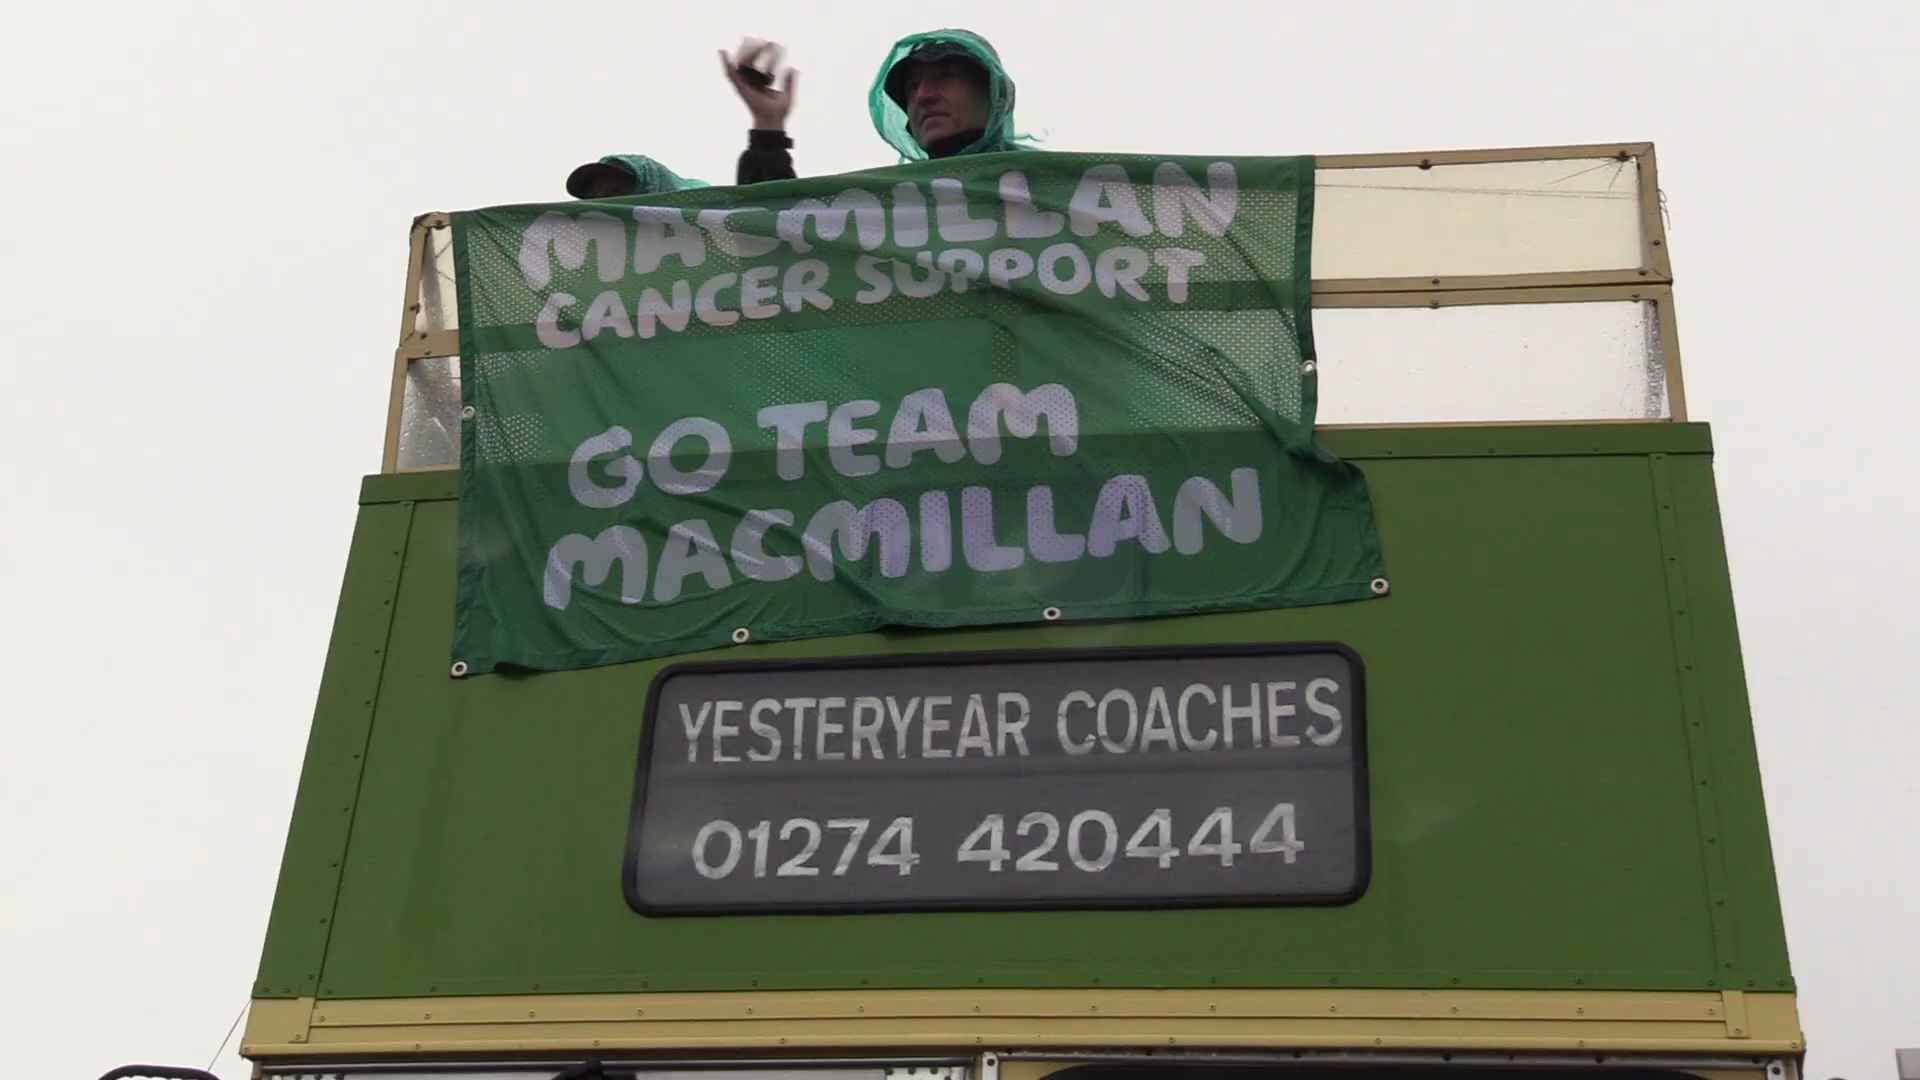 MACMILLAN
CANCER SUPPORT
GO TEAM
MACMILLAN
YESTERYEAR COACHES
01274 420444